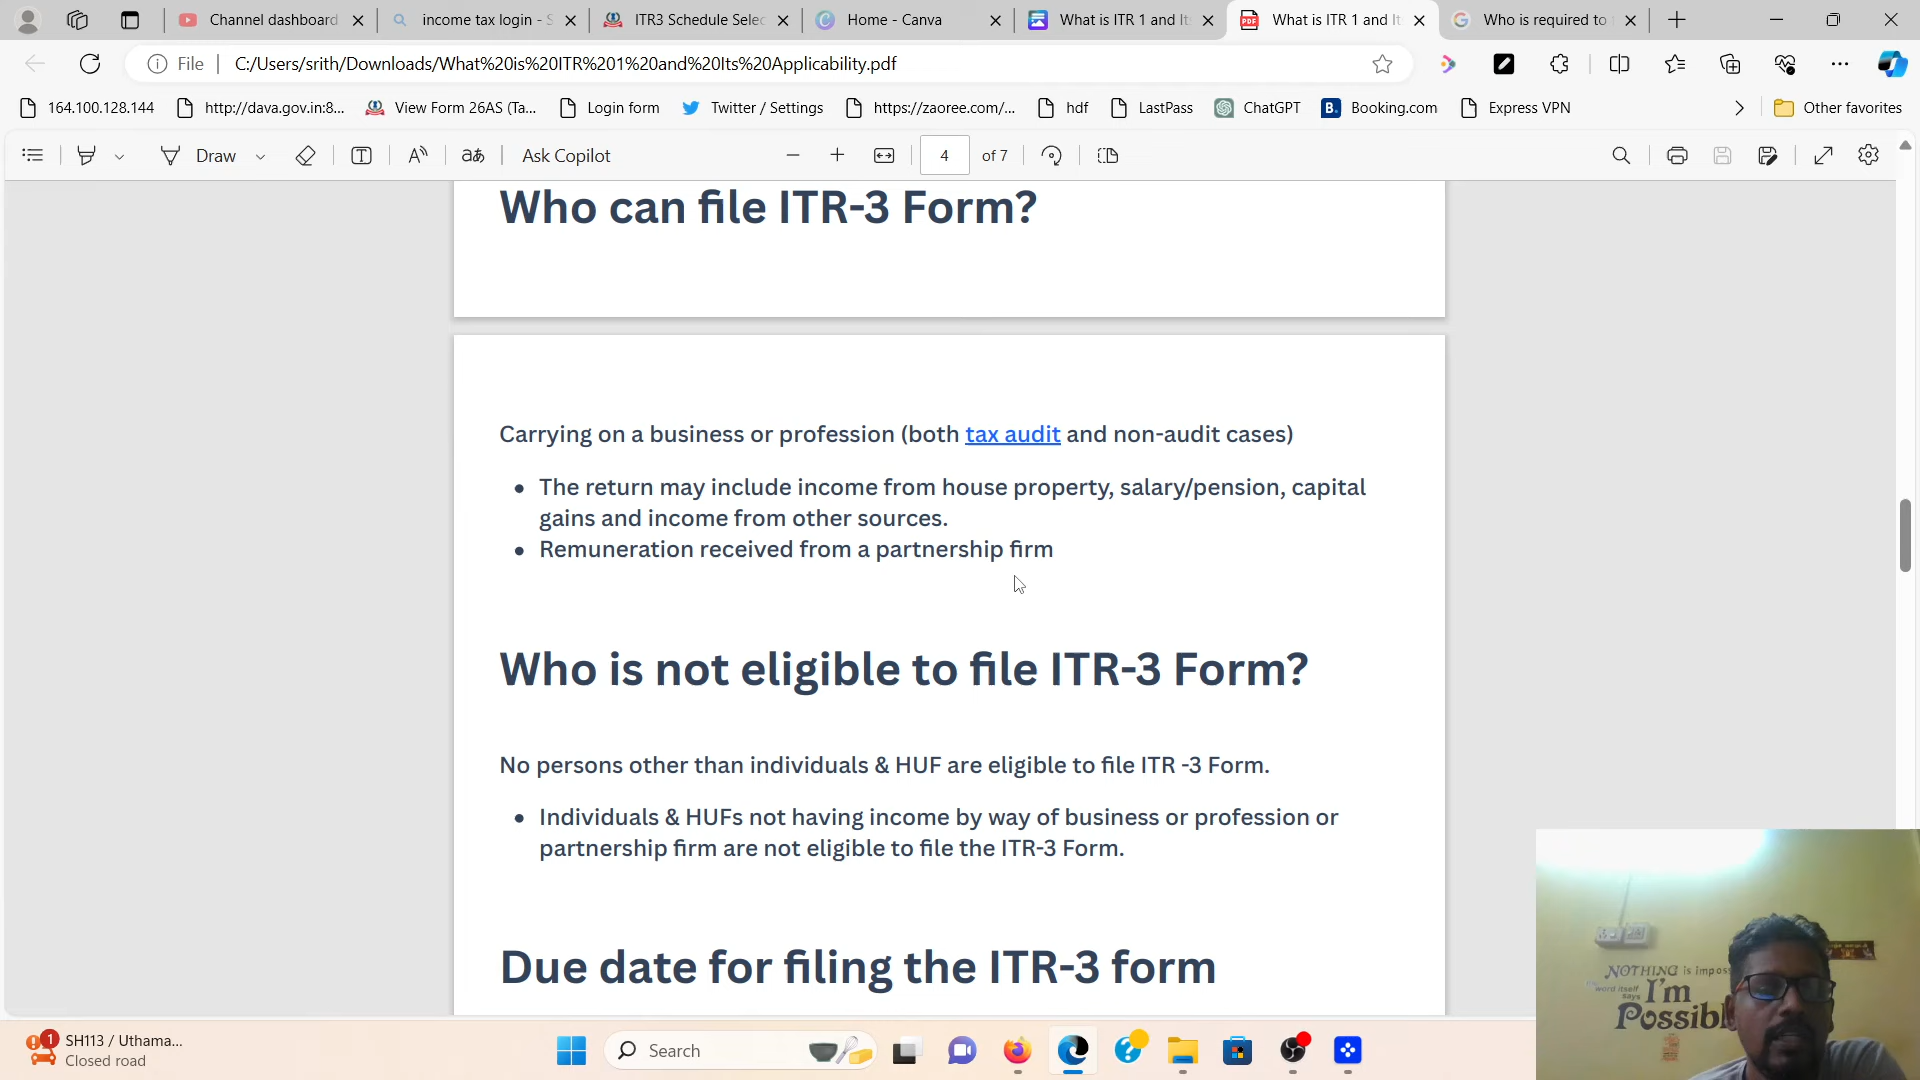 Channel dashboard
income tax login - S
ITR3 Schedule Selec
Home - Canva
What is ITR 1 and It
What is ITR 1 and It
Who is required to
File
C:/Users/srith/Downloads/What%20is%20ITR%201%20and%20Its%20Applicability.pdf
164.100.128.144
http://dava.gov.in:8...
View Form 26AS (Ta...
Login form
Twitter / Settings
https://zaoree.com/...
hdf
LastPass
ChatGPT
Booking.com
Express VPN
Other favorites
Draw
Ask Copilot
4 of 7
Who can file ITR-3 Form?
Carrying on a business or profession (both tax audit and non-audit cases)
The return may include income from house property, salary/pension, capital
gains and income from other sources.
Remuneration received from a partnership firm
Who is not eligible to file ITR-3 Form?
No persons other than individuals & HUF are eligible to file ITR -3 Form.
Individuals & HUFs not having income by way of business or profession or
partnership firm are not eligible to file the ITR-3 Form.
Due date for filing the ITR-3 form
NOTHING is impos
word itself
says
I'm
Possibl
1
SH113 / Uthama...
Closed road
Search